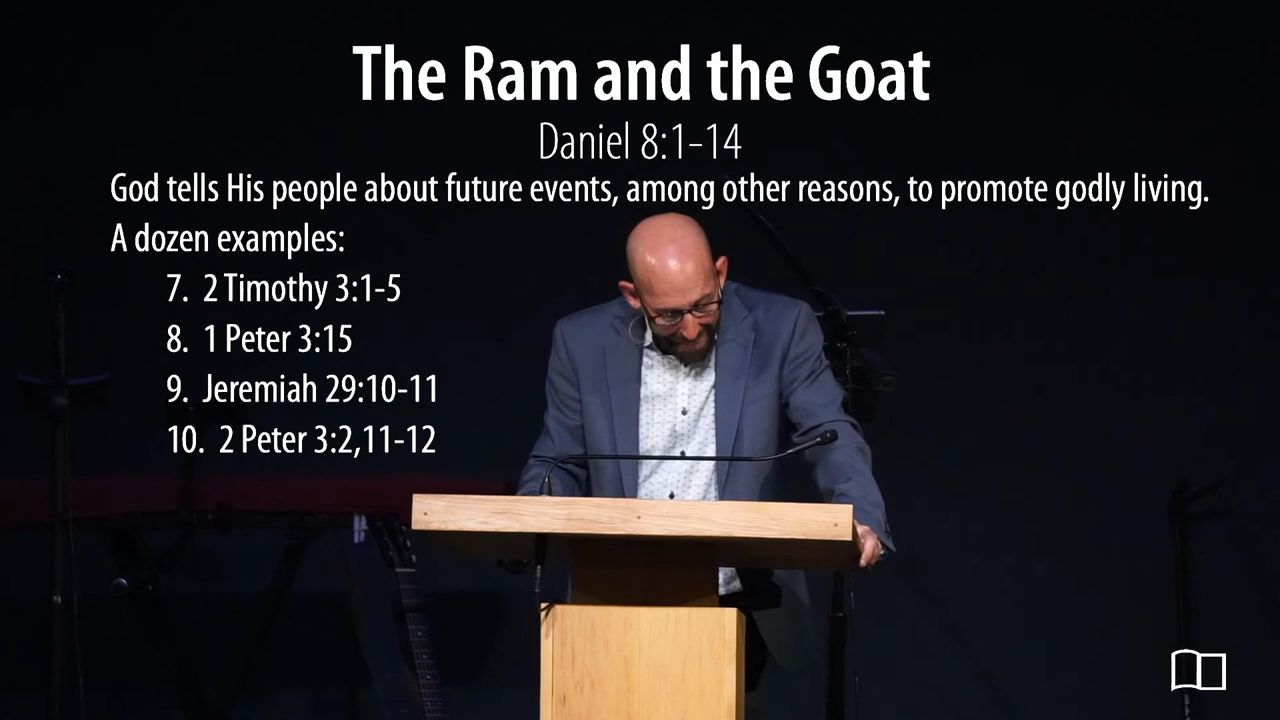 The Ram and the Goat
Daniel 8:1-14
God tells His people about future events, among other reasons, to promote godly living.
A dozen examples:
7. 2 Timothy 3:1-5
8. 1 Peter 3:15
9. Jeremiah 29:10-11
10. 2 Peter 3:2,11-12